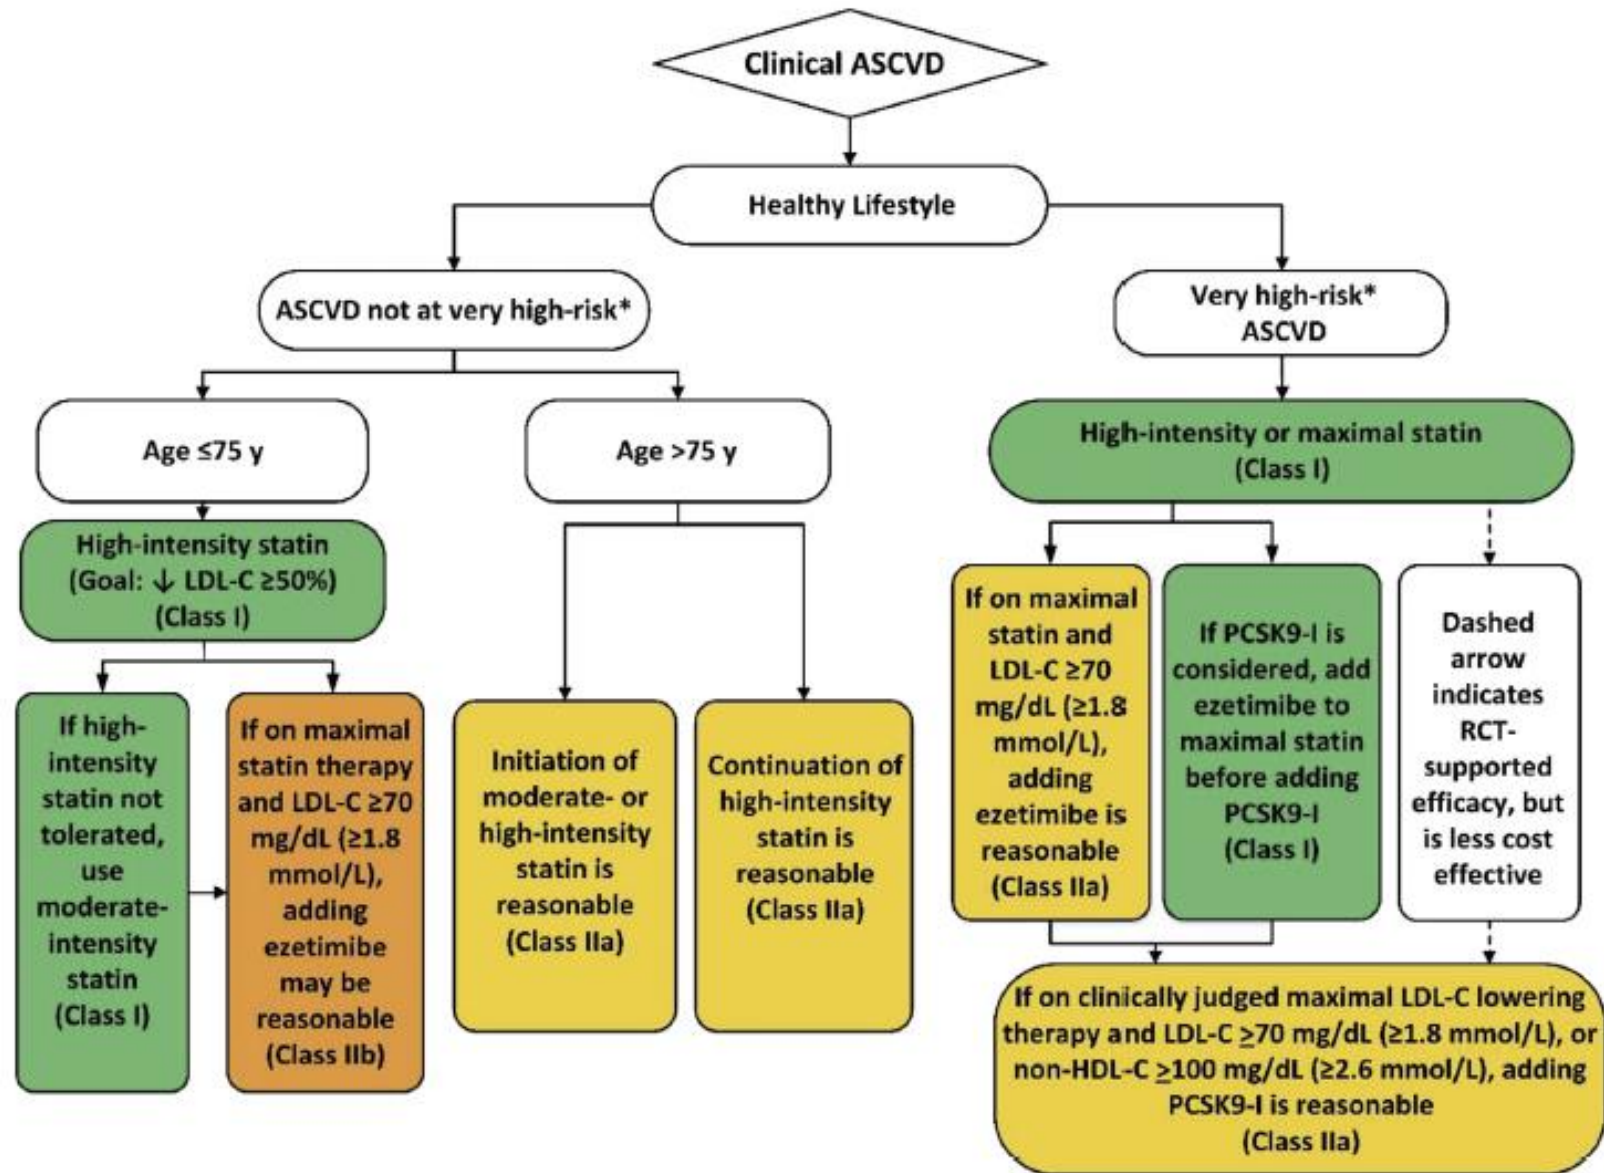 Clinical ASCVD
Healthy Lifestyle
ASCVD not at very high-risk*
Very high-risk*
ASCVD
Age ≤75 y
Age >75 y
High-intensity or maximal statin
(Class I)
High-intensity statin
(Goal: ↓ LDL-C ≥50%)
(Class I)
If high-
intensity
statin not
tolerated,
use
moderate-
intensity
statin
(Class I)
If on maximal
statin therapy
and LDL-C ≥70
mg/dL (≥1.8
mmol/L),
adding
ezetimibe
may be
reasonable
(Class IIb)
Initiation of
moderate- or
high-intensity
statin is
reasonable
(Class IIa)
Continuation of
high-intensity
statin is
reasonable
(Class IIa)
If on maximal
statin and
LDL-C ≥70
mg/dL (≥1.8
mmol/L),
adding
ezetimibe is
reasonable
(Class IIa)
If PCSK9-I is
considered, add
ezetimibe to
maximal statin
before adding
PCSK9-I
(Class I)
Dashed
arrow
indicates
RCT-
supported
efficacy, but
is less cost
effective
If on clinically judged maximal LDL-C lowering
therapy and LDL-C ≥70 mg/dL (≥1.8 mmol/L), or
non-HDL-C ≥100 mg/dL (≥2.6 mmol/L), adding
PCSK9-I is reasonable
(Class IIa)